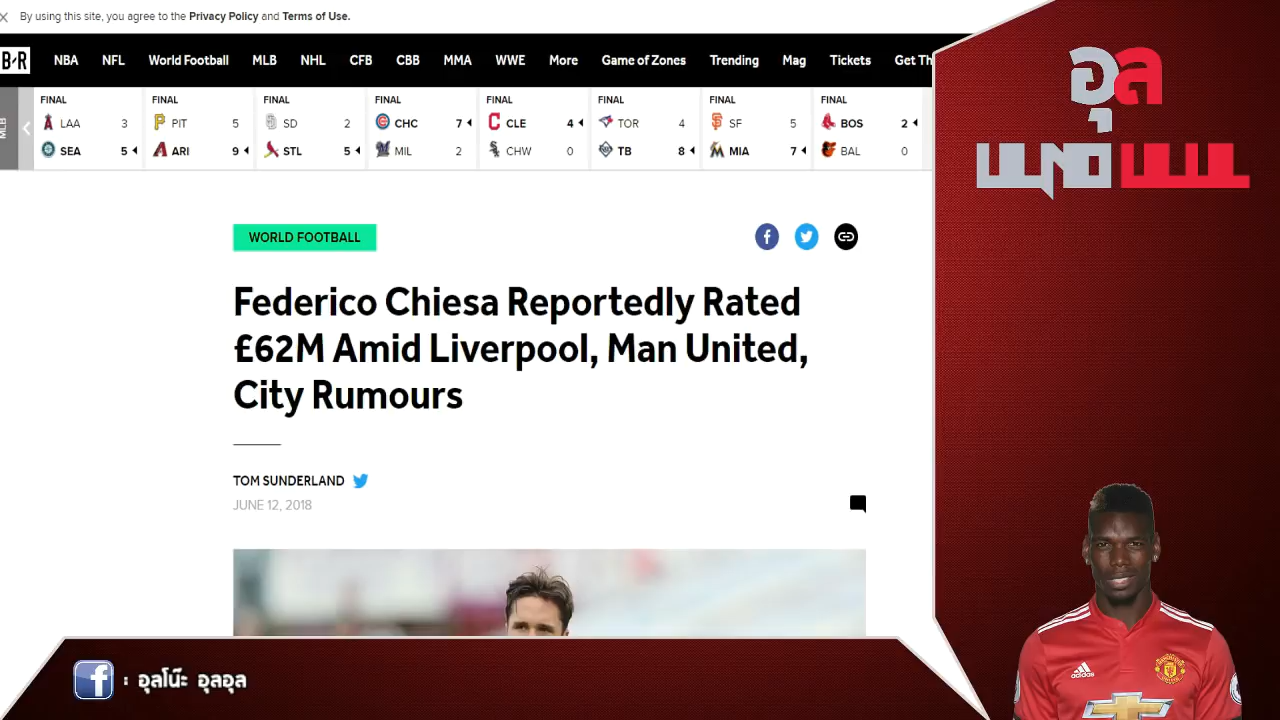 By using this site, you agree to the Privacy Policy and Terms of Use.
B/R NBA NFL World Football MLB NHL CFB CBB MMA WWE More Game of Zones Trending Mag Tickets Get Th
MLB
FINAL FINAL FINAL FINAL FINAL FINAL FINAL FINAL
LAA 3 PIT 5 SD 2 CHC 7 CLE 4 TOR 4 SF 5 BOS 2
SEA 5 ARI 9 STL 5 MIL 2 CHW 0 TB 8 MIA 7 BAL 0
อุล
WORLD FOOTBALL
Federico Chiesa Reportedly Rated
£62M Amid Liverpool, Man United,
City Rumours
TOM SUNDERLAND
JUNE 12, 2018
adidas
: อุลโน๊ะ อุลอุล